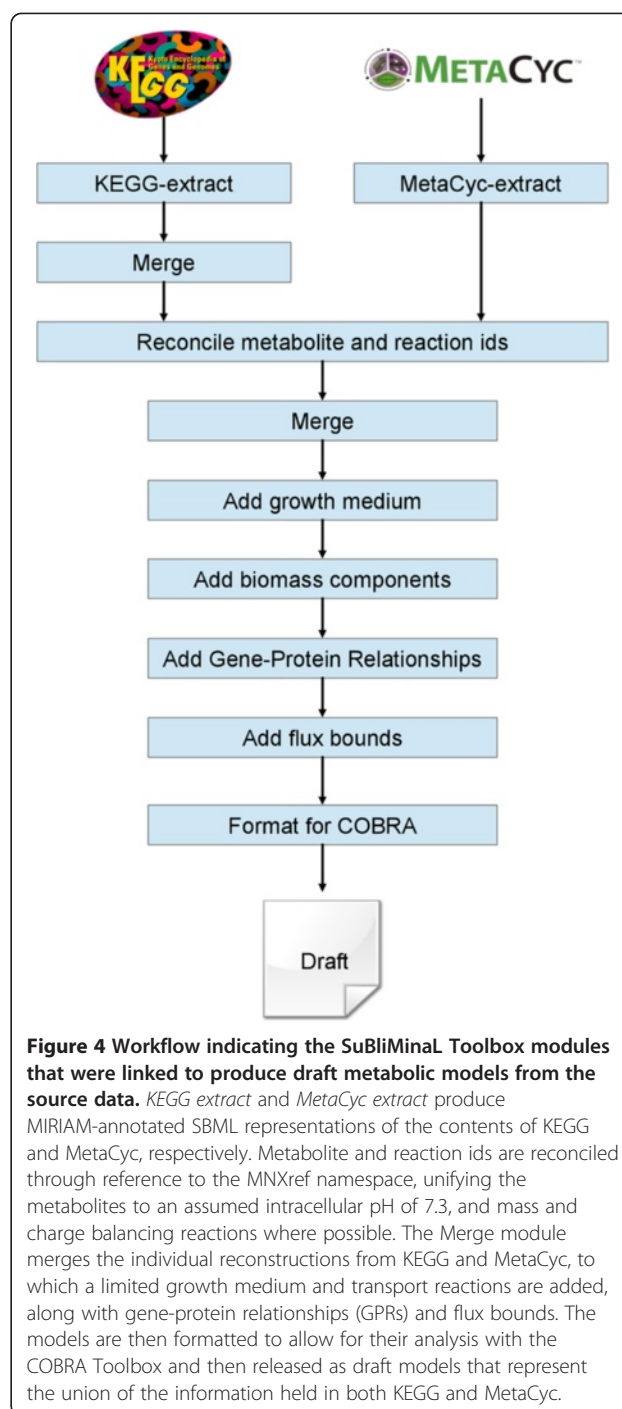 Kyoto Encyclopedia of
Genes and Genomes
KEGG
METACYC™
KEGG-extract
MetaCyc-extract
Merge
Reconcile metabolite and reaction ids
Merge
Add growth medium
Add biomass components
Add Gene-Protein Relationships
Add flux bounds
Format for COBRA
Draft
Figure 4 Workflow indicating the SuBliMinaL Toolbox modules
that were linked to produce draft metabolic models from the
source data. KEGG extract and MetaCyc extract produce
MIRIAM-annotated SBML representations of the contents of KEGG
and MetaCyc, respectively. Metabolite and reaction ids are reconciled
through reference to the MNXref namespace, unifying the
metabolites to an assumed intracellular pH of 7.3, and mass and
charge balancing reactions where possible. The Merge module
merges the individual reconstructions from KEGG and MetaCyc, to
which a limited growth medium and transport reactions are added,
along with gene-protein relationships (GPRs) and flux bounds. The
models are then formatted to allow for their analysis with the
COBRA Toolbox and then released as draft models that represent
the union of the information held in both KEGG and MetaCyc.